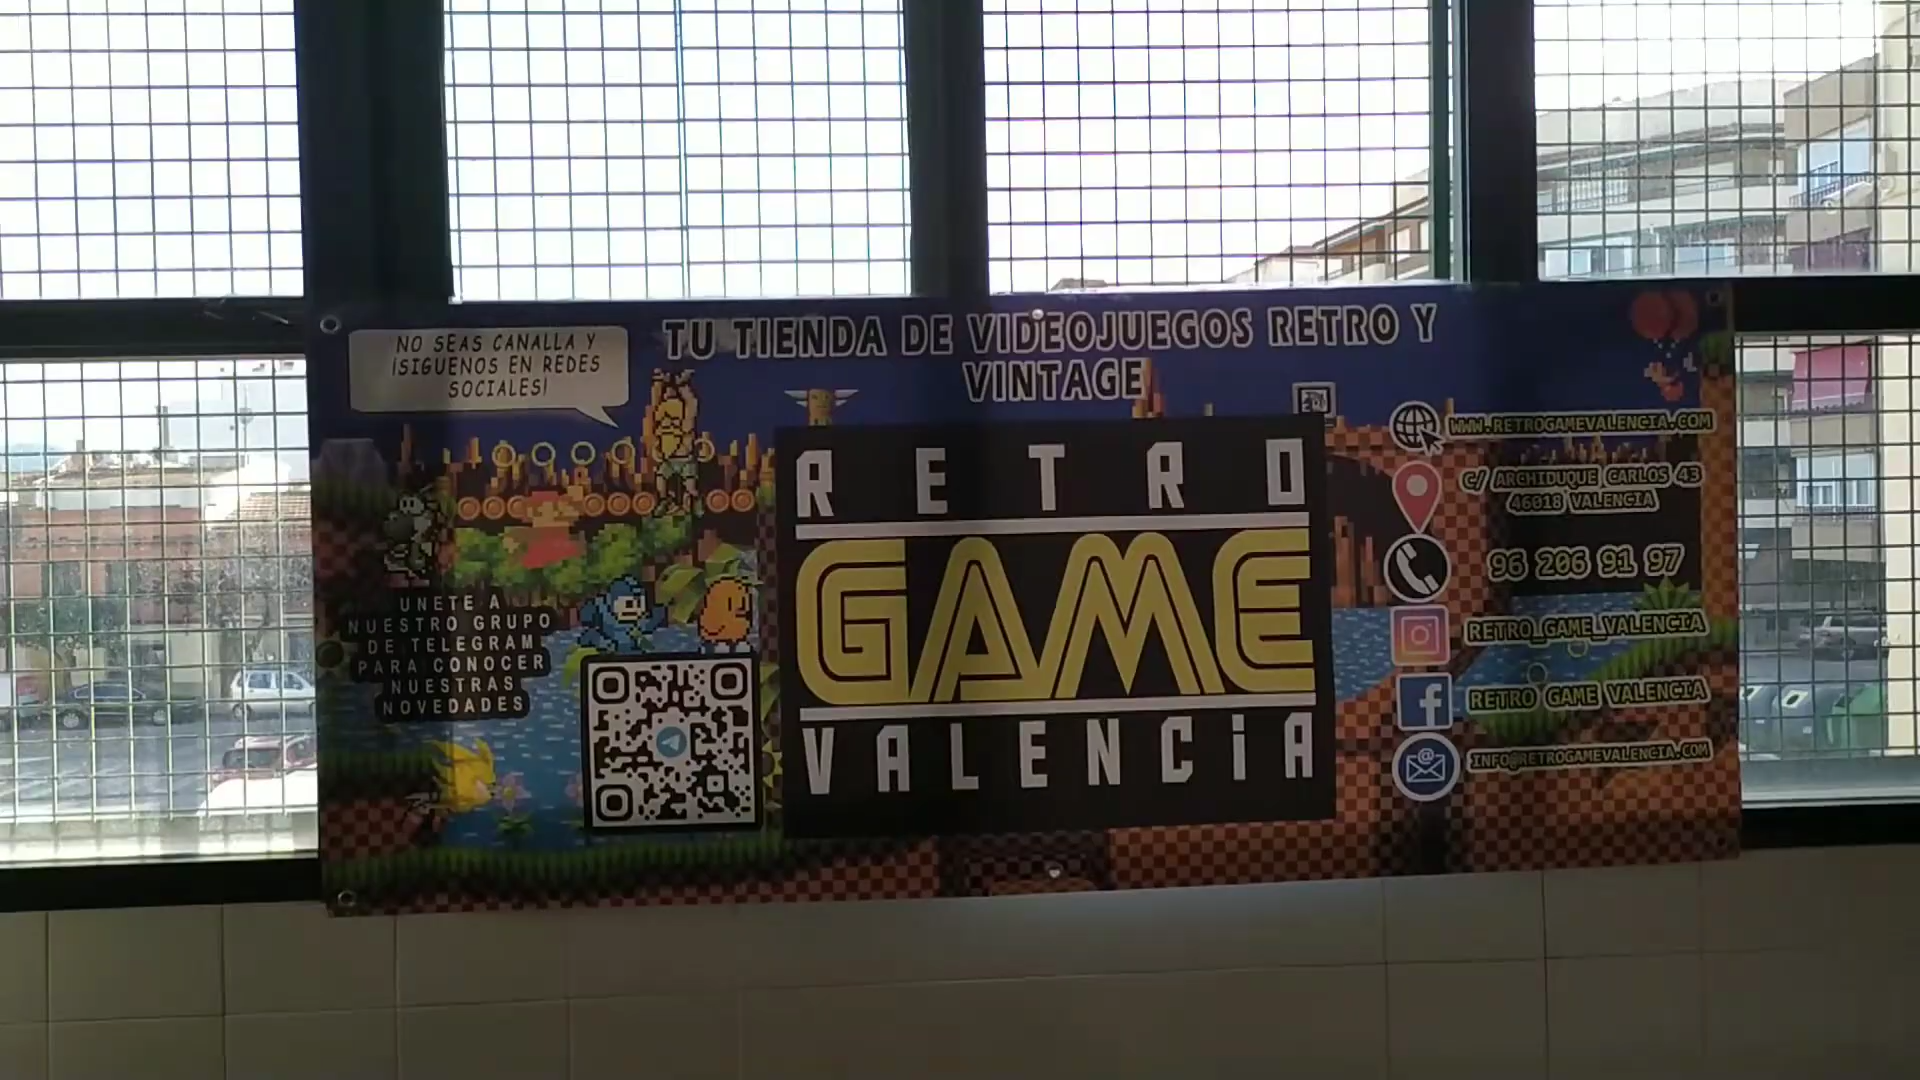 NO SEAS CANALLA Y
¡SIGUENOS EN REDES
SOCIALES!
TU TIENDA DE VIDEOJUEGOS RETRO Y
VINTAGE
RETRO
GAME
VALENCiA
UNETE A
NUESTRO GRUPO
DE TELEGRAM
PARA CONOCER
NUESTRAS
NOVEDADES
WWW.RETROGAMEVALENCIA.COM
C/ ARCHIDUQUE CARLOS 43
46018 VALENCIA
96 206 91 97
RETRO_GAME_VALENCIA
RETRO GAME VALENCIA
INFO@RETROGAMEVALENCIA.COM